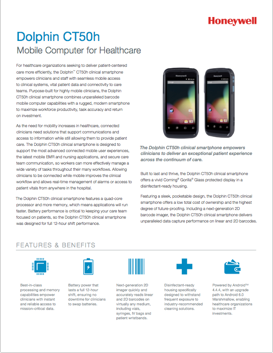 Honeywell
Dolphin CT50h
Mobile Computer for Healthcare
For healthcare organizations seeking to deliver patient-centered
care more efficiently, the Dolphin™ CT50h clinical smartphone
empowers clinicians and staff with seamless mobile access
to clinical systems, vital patient data and connectivity to care
teams. Purpose-built for highly mobile clinicians, the Dolphin
CT50h clinical smartphone combines unparalleled barcode
mobile computer capabilities with a rugged, modern smartphone
to maximize workforce productivity, task accuracy and return
on investment.
As the need for mobility increases in healthcare, connected
clinicians need solutions that support communications and
access to information while still allowing them to provide patient
care. The Dolphin CT50h clinical smartphone is designed to
support the most advanced connected mobile user experiences,
the latest mobile EMR and nursing applications, and secure care
team communication, so workers can more effectively manage a
wide variety of tasks throughout their many workflows. Allowing
clinicians to be connected while mobile improves the clinical
workflow and allows real-time management of alarms or access to
patient vitals from anywhere in the hospital.
The Dolphin CT50h clinical smartphone features a quad-core
processor and more memory, which means applications will run
faster. Battery performance is critical to keeping your care team
focused on patients, so the Dolphin CT50h clinical smartphone
was designed for full 12-hour shift performance.
The Dolphin CT50h clinical smartphone empowers
clinicians to deliver an exceptional patient experience
across the continuum of care.
Built to last and thrive, the Dolphin CT50h clinical smartphone
offers a vivid Corning® Gorilla® Glass protected display in a
disinfectant-ready housing.
Featuring a sleek, pocketable design, the Dolphin CT50h clinical
smartphone offers a low total cost of ownership and the highest
degree of future-proofing, including a next-generation 2D
barcode imager, the Dolphin CT50h clinical smartphone delivers
unparalleled data capture performance on linear and 2D barcodes.
FEATURES & BENEFITS
Best-in-class
processing and memory
capabilities empower
clinicians with instant
and reliable access to
mission-critical data.
Battery power that
lasts a full 12-hour
shift, ensuring no
downtime for clinicians
to swap batteries.
Next-generation 2D
imager quickly and
accurately reads linear
and 2D barcodes on
virtually any medium,
including vials,
syringes, IV bags and
patient wristbands.
Disinfectant-ready
housing specifically
designed to withstand
frequent exposure to
industry-recommended
cleaning solutions.
Powered by Android™
4.4.4, with an upgrade
path to Android 6.0
Marshmallow, enabling
healthcare organizations
to maximize IT
investments.